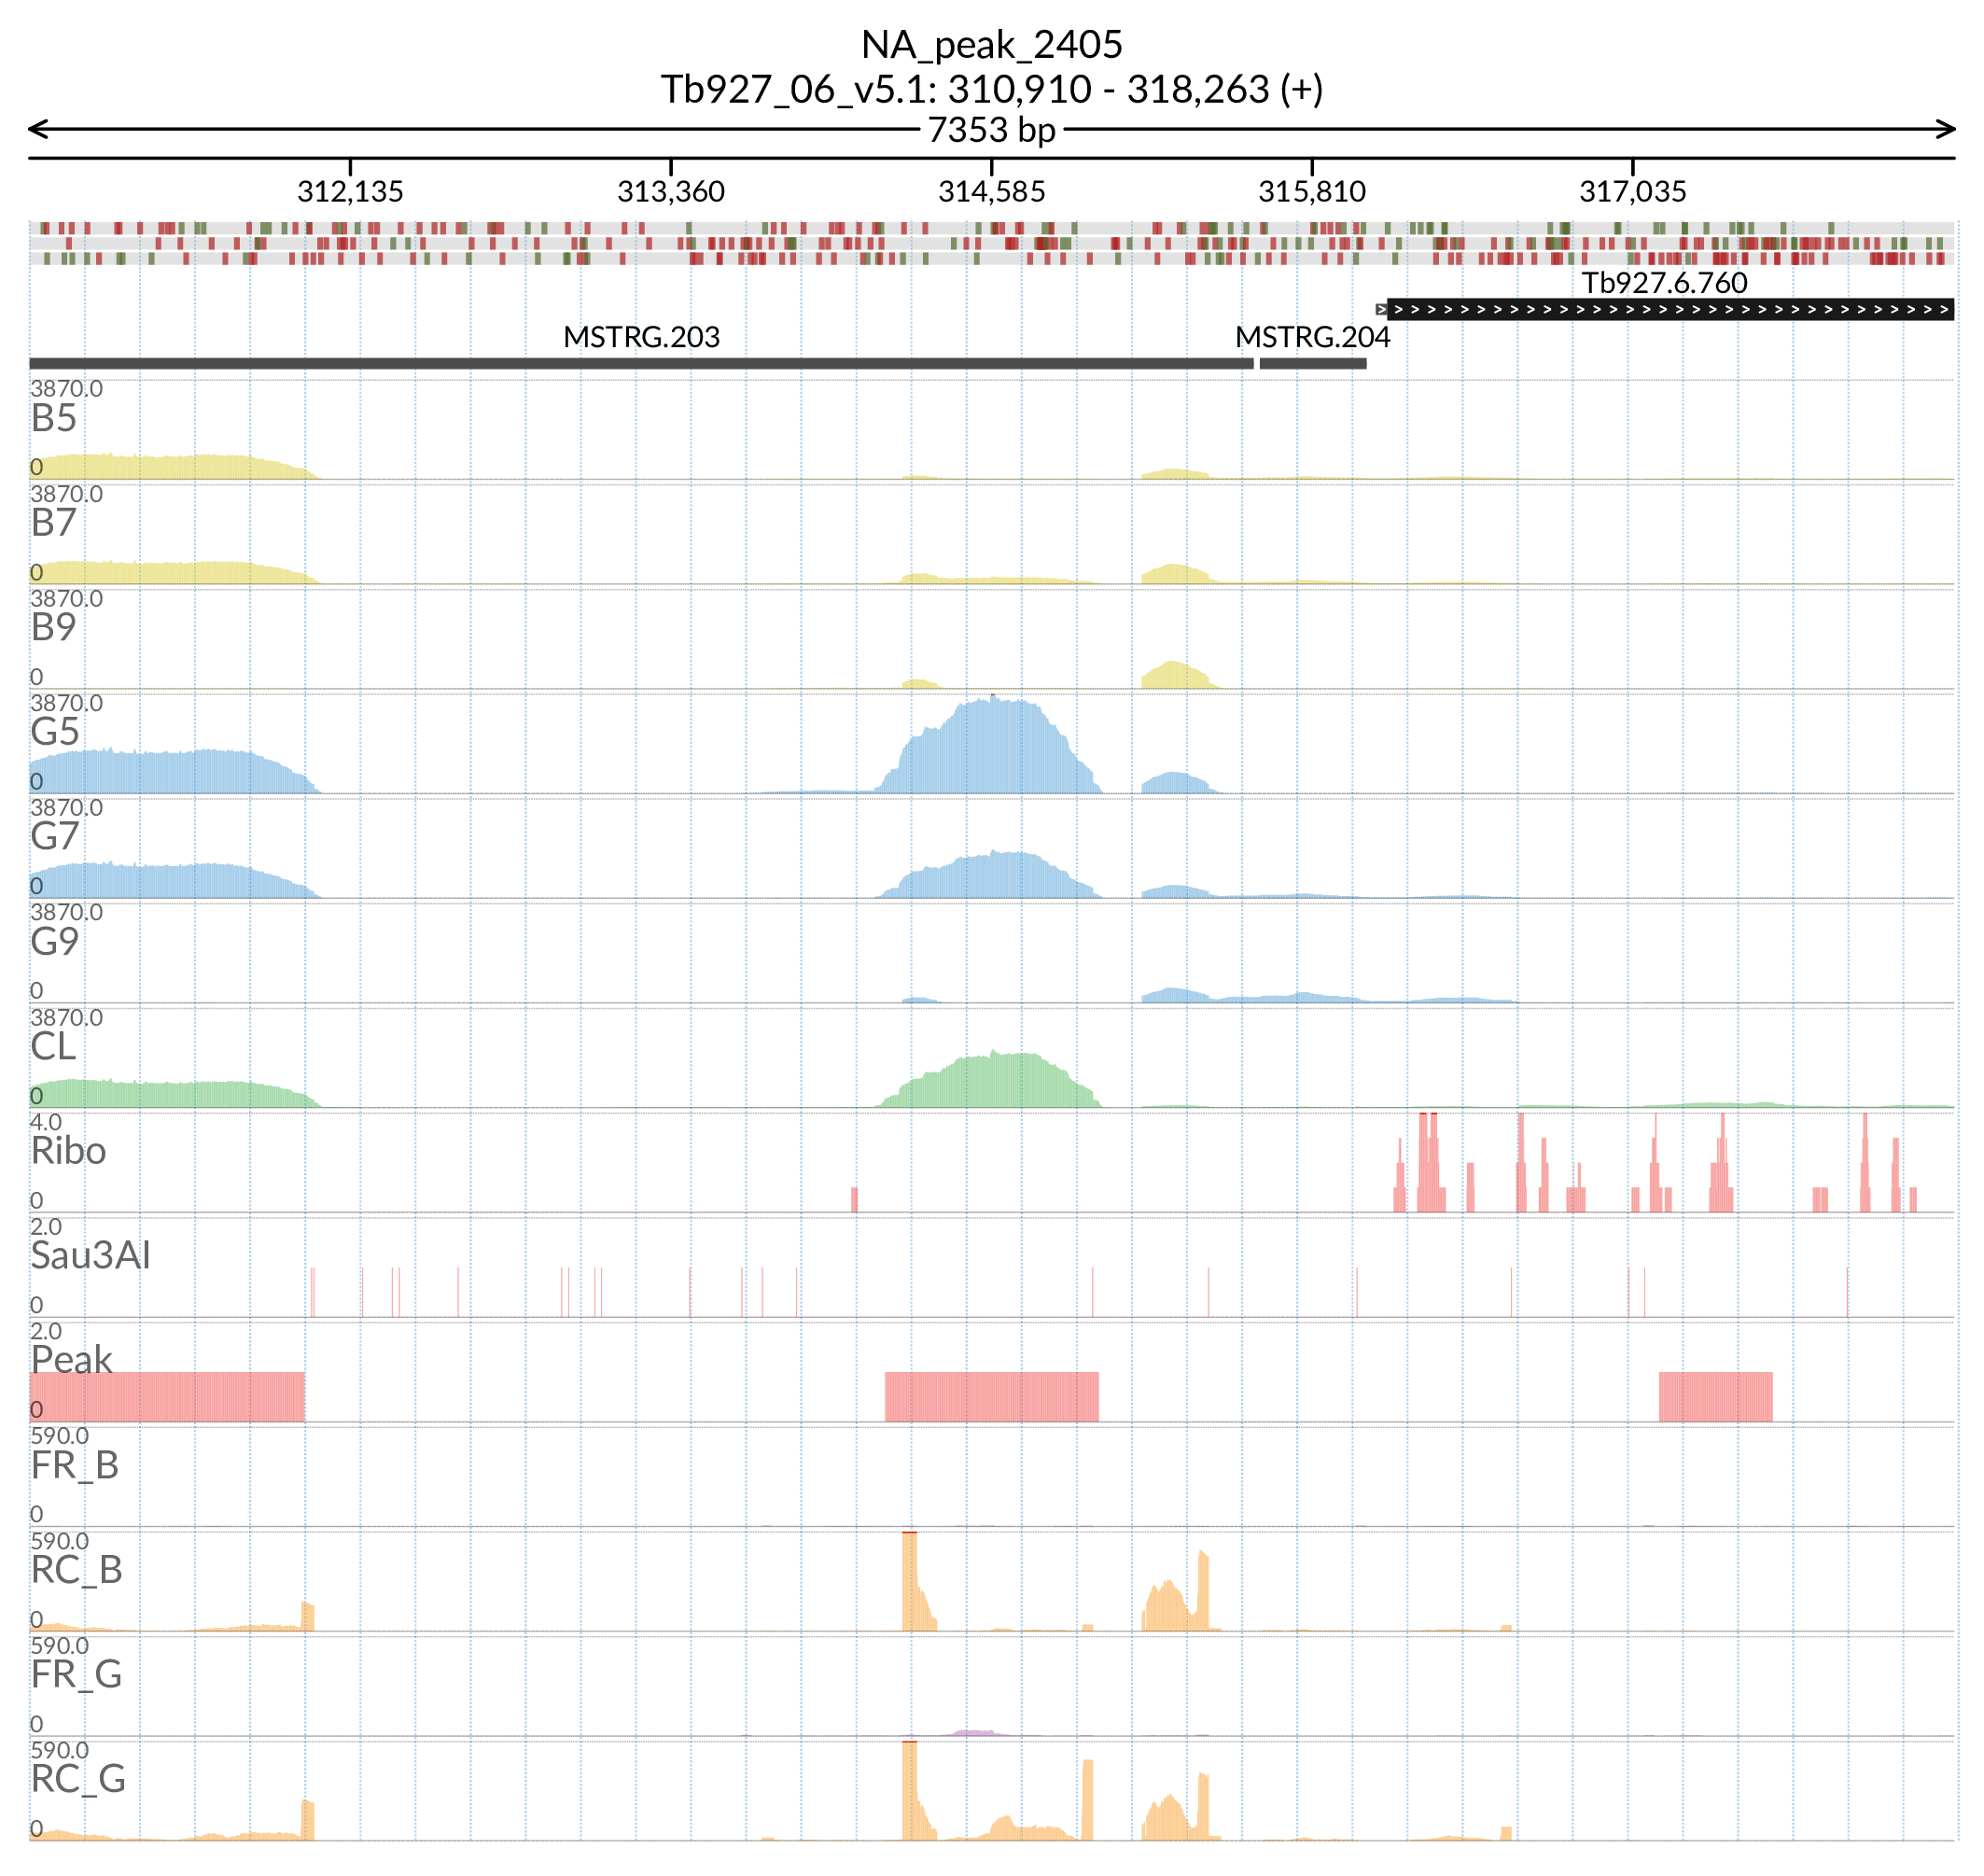 NA_peak_2405
Tb927_06_v5.1: 310,910 - 318,263 (+)
7353 bp
312,135 313,360 314,585 315,810 317,035
Tb927.6.760
MSTRG.203 MSTRG.204
3870.0
B5
0
3870.0
B7
0
3870.0
B9
0
3870.0
G5
0
3870.0
G7
0
3870.0
G9
0
3870.0
CL
0
4.0
Ribo
0
2.0
Sau3AI
0
2.0
Peak
0
590.0
FR_B
0
590.0
RC_B
0
590.0
FR_G
0
590.0
RC_G
0